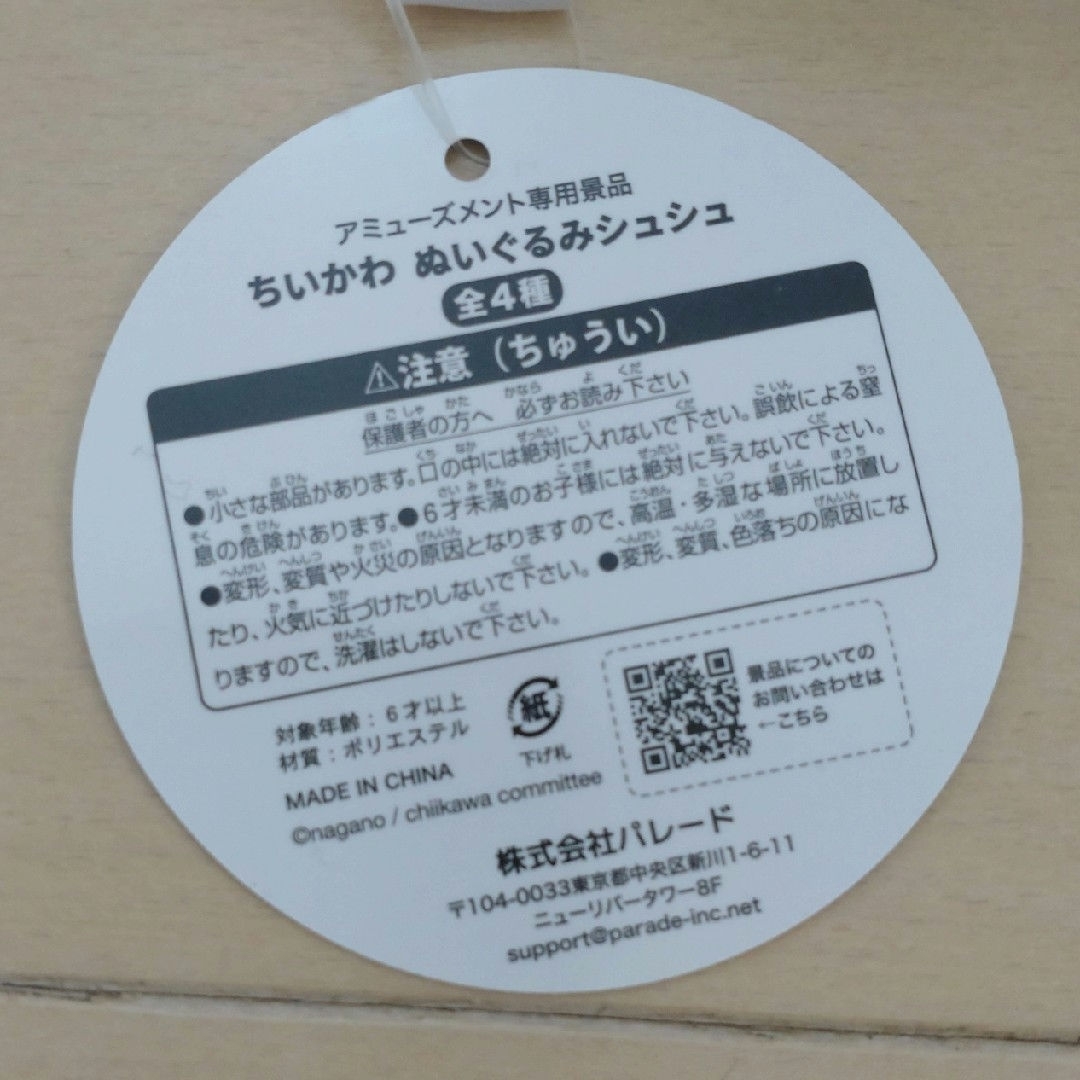 アミューズメント専用景品
ちいかわ ぬいぐるみシュシュ
全4種
⚠注意（ちゅうい）
保護者の方へ 必ずお読み下さい
●小さな部品があります。口の中には絶対に入れないで下さい。誤飲による窒
息の危険があります。●6才未満のお子様には絶対に与えないで下さい。
●変形、変質や火災の原因となりますので、高温・多湿な場所に放置し
たり、火気に近づけたりしないで下さい。●変形、変質、色落ちの原因にな
りますので、洗濯はしないで下さい。
対象年齢：6才以上
材質：ポリエステル
MADE IN CHINA
©nagano / chiikawa committee
紙
下げ札
景品についての
お問い合わせは
←こちら
株式会社パレード
〒104-0033東京都中央区新川1-6-11
ニューリバータワー8F
support@parade-inc.net